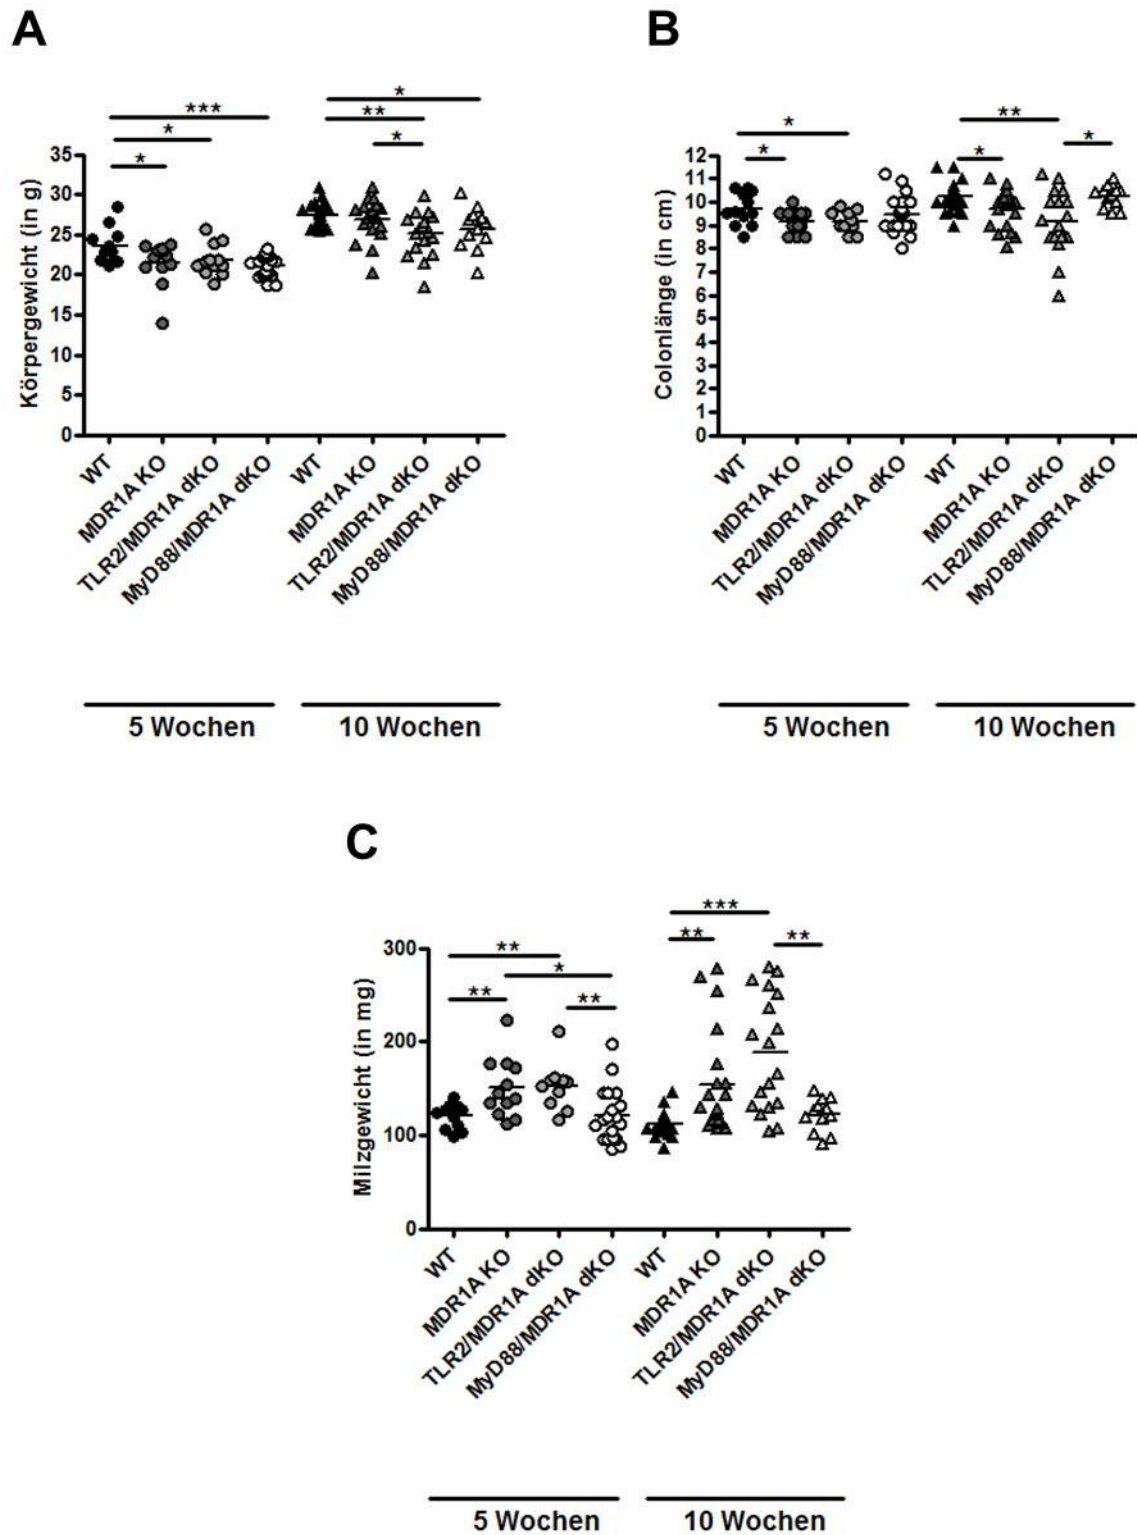 A
Körpergewicht (in g)
35
30
25
20
15
10
5
0
***
*
*
*
**
*
WT
MDR1A KO
TLR2/MDR1A dKO
MyD88/MDR1A dKO
WT
MDR1A KO
TLR2/MDR1A dKO
MyD88/MDR1A dKO
5 Wochen
10 Wochen
B
Colonlänge (in cm)
12
11
10
9
8
7
6
5
4
3
2
1
0
*
*
**
*
*
WT
MDR1A KO
TLR2/MDR1A dKO
MyD88/MDR1A dKO
WT
MDR1A KO
TLR2/MDR1A dKO
MyD88/MDR1A dKO
5 Wochen
10 Wochen
C
Milzgewicht (in mg)
300
200
100
0
**
*
**
**
***
**
**
WT
MDR1A KO
TLR2/MDR1A dKO
MyD88/MDR1A dKO
WT
MDR1A KO
TLR2/MDR1A dKO
MyD88/MDR1A dKO
5 Wochen
10 Wochen